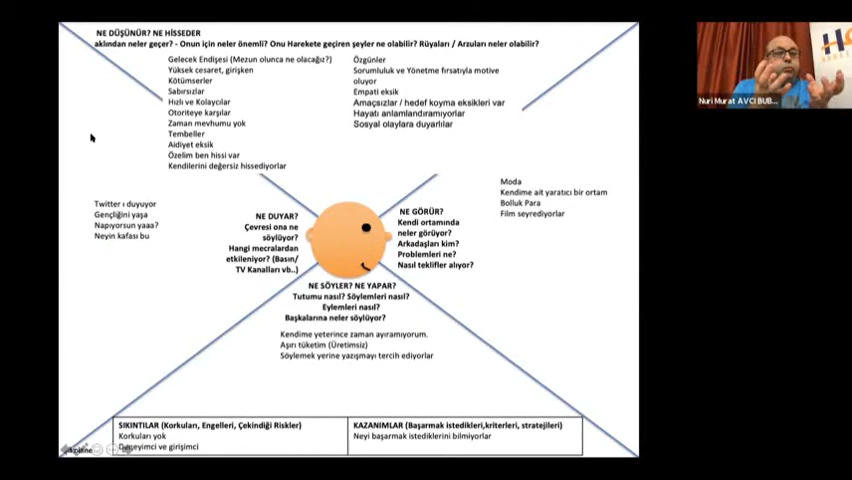 NE DÜŞÜNÜR? NE HİSSEDER
aklından neler geçer? - Onun için neler önemli? Onu Harekete geçiren şeyler ne olabilir? Rüyaları / Arzuları neler olabilir?
Gelecek Endişesi (Mezun olunca ne olacağız?)
Yüksek cesaret, girişken
Kötümserler
Sabırsızlar
Hızlı ve Kolaycılar
Otoriteye karşılar
Zaman mevhumu yok
Tembeller
Aidiyet eksik
Özelim ben hissi var
Kendilerini değersiz hissediyorlar
Özgünler
Sorumluluk ve Yönetme fırsatıyla motive
oluyor
Empati eksik
Amaçsızlar / hedef koyma eksikleri var
Hayatı anlamlandıramıyorlar
Sosyal olaylara duyarlılar
Nuri Murat AVCI BUB...
Twitter ı duyuyor
Gençliğini yaşa
Napıyorsun yaaa?
Neyin kafası bu
NE DUYAR?
Çevresi ona ne
söylüyor?
Hangi mecralardan
etkileniyor? (Basın/
TV Kanalları vb..)
NE GÖRÜR?
Kendi ortamında
neler görüyor?
Arkadaşları kim?
Problemleri ne?
Nasıl teklifler alıyor?
Moda
Kendime ait yaratıcı bir ortam
Bolluk Para
Film seyrediyorlar
NE SÖYLER? NE YAPAR?
Tutumu nasıl? Söylemleri nasıl?
Eylemleri nasıl?
Başkalarına neler söylüyor?
Kendime yeterince zaman ayıramıyorum.
Aşırı tüketim (Üretimsiz)
Söylemek yerine yazışmayı tercih ediyorlar
SIKINTILAR (Korkuları, Engelleri, Çekindiği Riskler)
Korkuları yok
Deneyimci ve girişimci
KAZANIMLAR (Başarmak istedikleri,kriterleri, stratejileri)
Neyi başarmak istediklerini bilmiyorlar